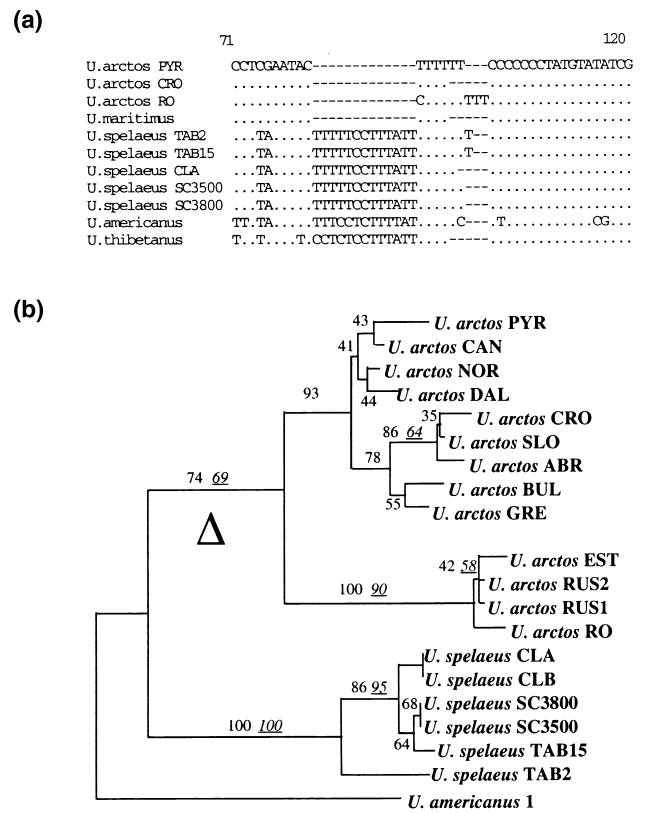 (a)
71 120
U.arctos PYR CCTCGAATAC-------------TTTTTT---CCCCCCCTATGTATATCG
U.arctos CRO ..........-------------....-----..................
U.arctos RO ..........-------------C.....TTT..................
U.maritimus ..........-------------....-----..................
U.spelaeus TAB2 ...TA.....TTTTTCCTTTATT......T--..................
U.spelaeus TAB15 ...TA.....TTTTTCCTTTATT......T--..................
U.spelaeus CLA ...TA.....TTTTTCCTTTATT....-----..................
U.spelaeus SC3500 ...TA.....TTTTTCCTTTATT....-----..................
U.spelaeus SC3800 ...TA.....TTTTTCCTTTATT....-----..................
U.americanus TT.TA.....TTTCCTCTTTTAT.....C---.T...........CG....
U.thibetanus T..T....T.CCTCTCCTTTATT....-----..................
(b)
43 U. arctos PYR
41 U. arctos CAN
U. arctos NOR
93 44 U. arctos DAL
35 U. arctos CRO
86 64 U. arctos SLO
78 U. arctos ABR
74 69 U. arctos BUL
55 U. arctos GRE
Δ
42 58 U. arctos EST
U. arctos RUS2
100 90 U. arctos RUS1
U. arctos RO
U. spelaeus CLA
86 95 U. spelaeus CLB
68 U. spelaeus SC3800
100 100 U. spelaeus SC3500
64 U. spelaeus TAB15
U. spelaeus TAB2
U. americanus 1